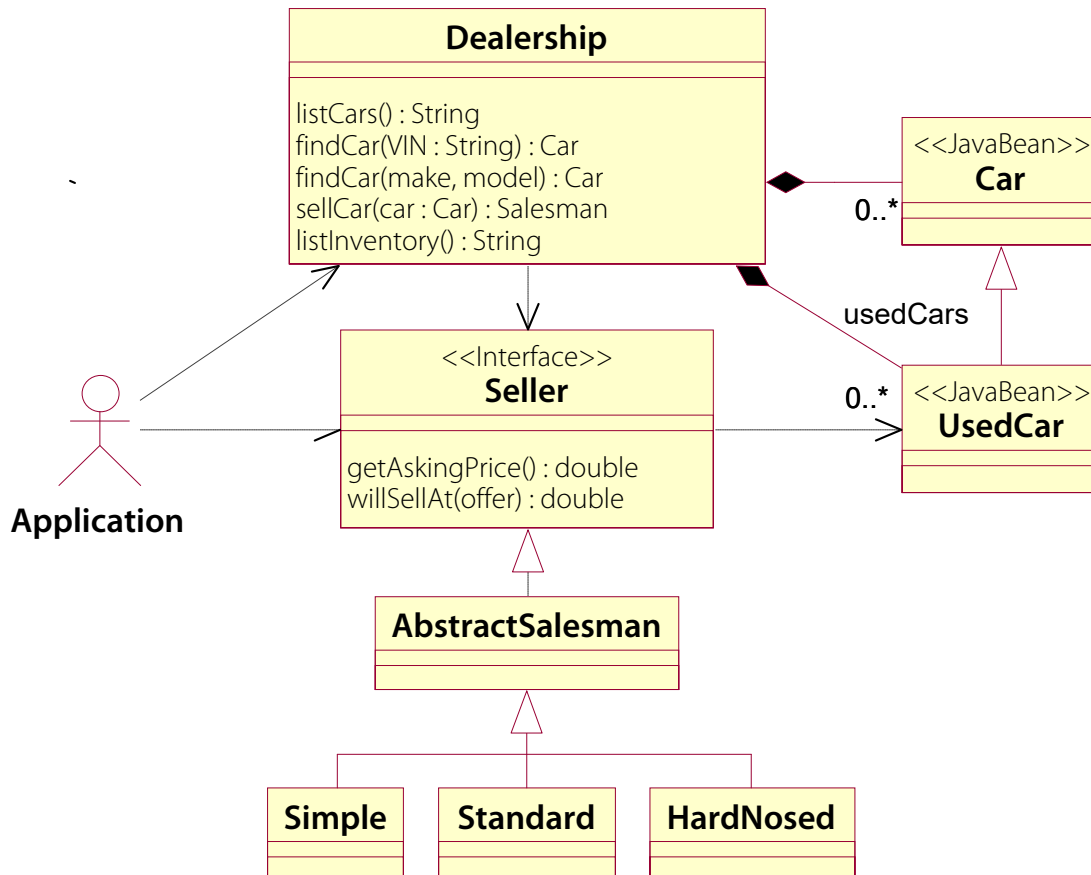 Dealership
listCars() : String
findCar(VIN : String) : Car
findCar(make, model) : Car
sellCar(car : Car) : Salesman
listInventory() : String
<<JavaBean>>
Car
0..*
usedCars
<<Interface>>
Seller
getAskingPrice() : double
willSellAt(offer) : double
0..*
<<JavaBean>>
UsedCar
Application
AbstractSalesman
Simple
Standard
HardNosed